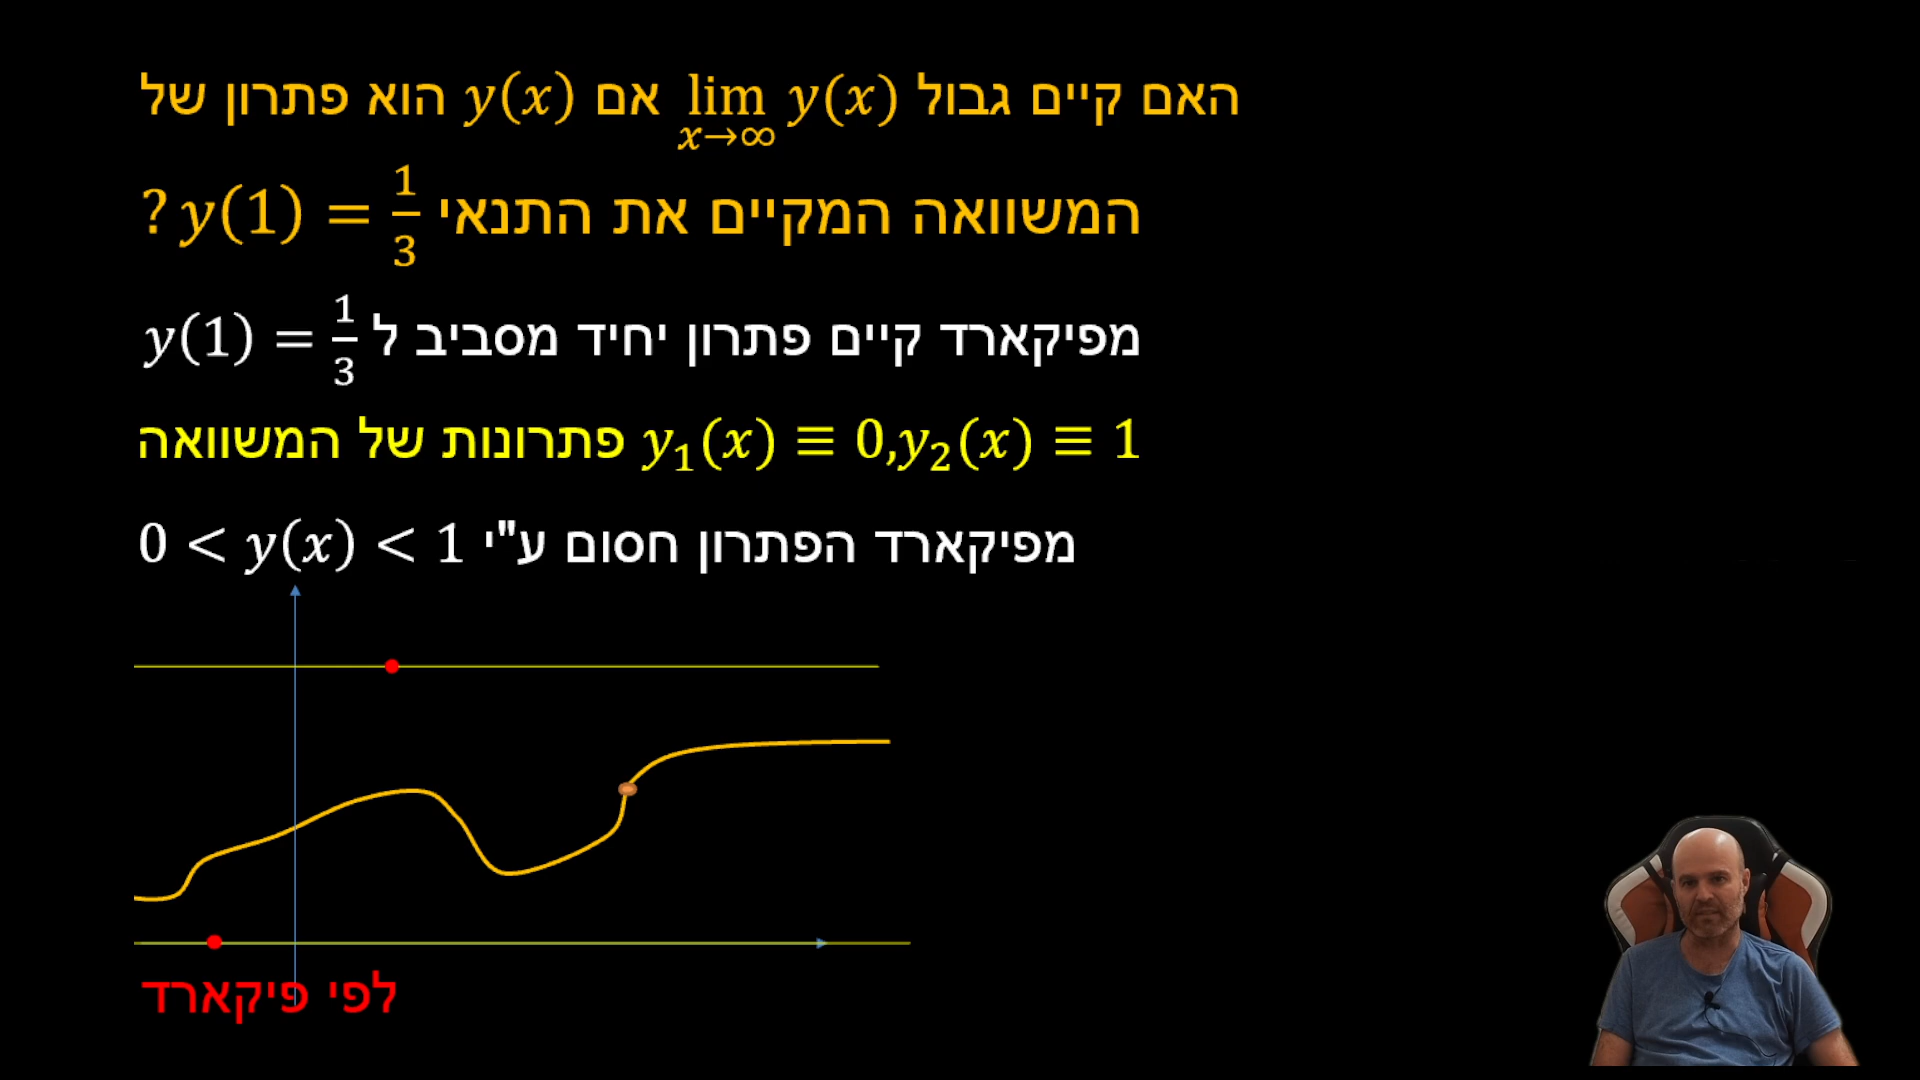 האם קיים גבול lim x→∞ y(x) אם y(x) הוא פתרון של
המשוואה המקיים את התנאי y(1) = 1/3 ?
מפיקארד קיים פתרון יחיד מסביב ל y(1) = 1/3
y₁(x) ≡ 0,y₂(x) ≡ 1 פתרונות של המשוואה
מפיקארד הפתרון חסום ע"י 0 < y(x) < 1
לפי פיקארד